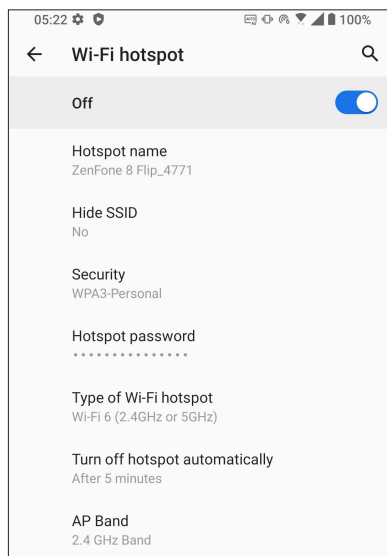 05:22 100%
Wi-Fi hotspot
Off
Hotspot name
ZenFone 8 Flip_4771
Hide SSID
No
Security
WPA3-Personal
Hotspot password
•••••••••••••••
Type of Wi-Fi hotspot
Wi-Fi 6 (2.4GHz or 5GHz)
Turn off hotspot automatically
After 5 minutes
AP Band
2.4 GHz Band